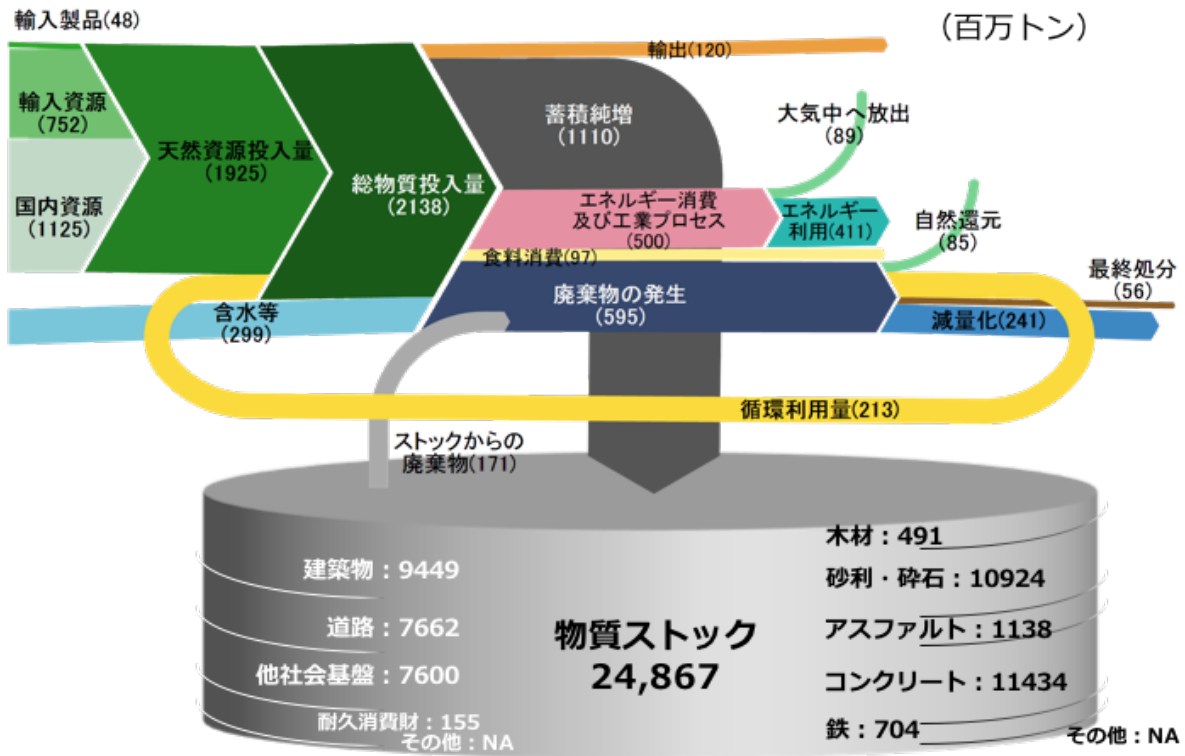 輸入製品(48)
（百万トン）
輸出(120)
輸入資源
(752)
蓄積純増
(1110)
大気中へ放出
(89)
天然資源投入量
(1925)
総物質投入量
(2138)
国内資源
(1125)
エネルギー消費
及び工業プロセス
(500)
エネルギー
利用(411)
自然還元
(85)
食料消費(97)
最終処分
(56)
廃棄物の発生
(595)
含水等
(299)
減量化(241)
循環利用量(213)
ストックからの
廃棄物(171)
建築物：9449
道路：7662
他社会基盤：7600
耐久消費財：155
その他：NA
物質ストック
24,867
木材：491
砂利・砕石：10924
アスファルト：1138
コンクリート：11434
鉄：704
その他：NA